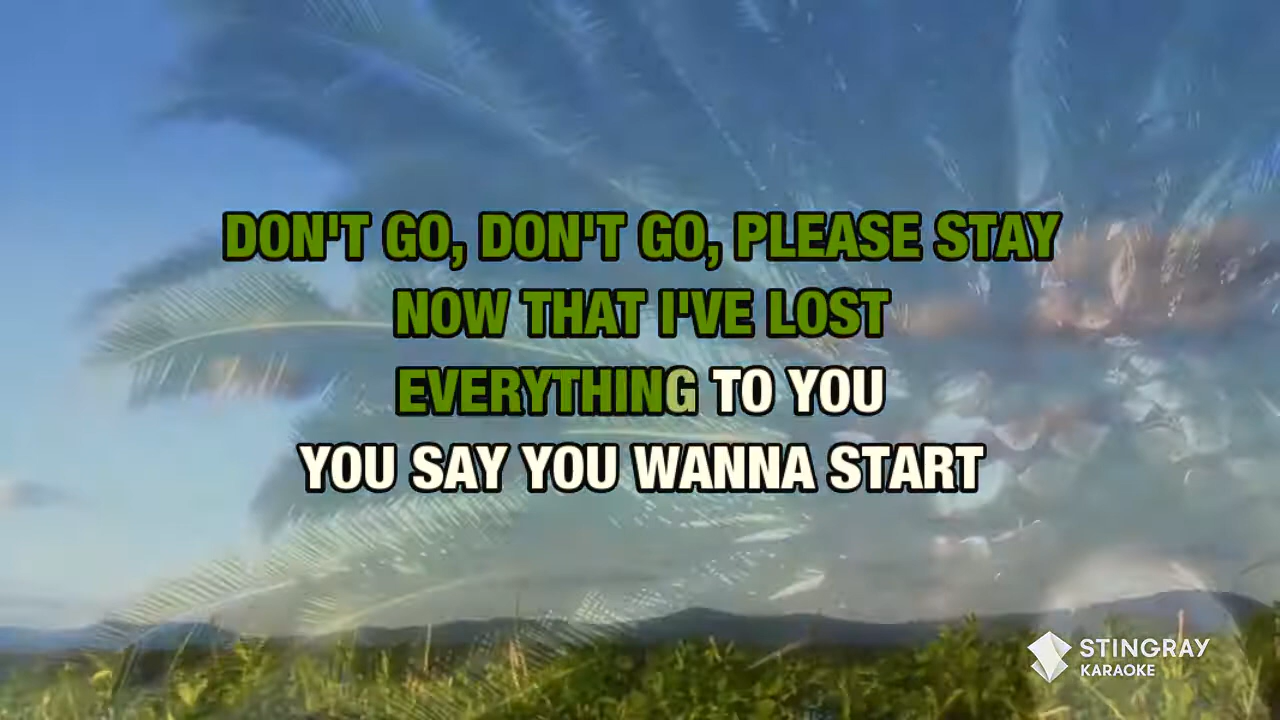 DON'T GO, DON'T GO, PLEASE STAY
NOW THAT I'VE LOST
EVERYTHING TO YOU
YOU SAY YOU WANNA START
STINGRAY
KARAOKE